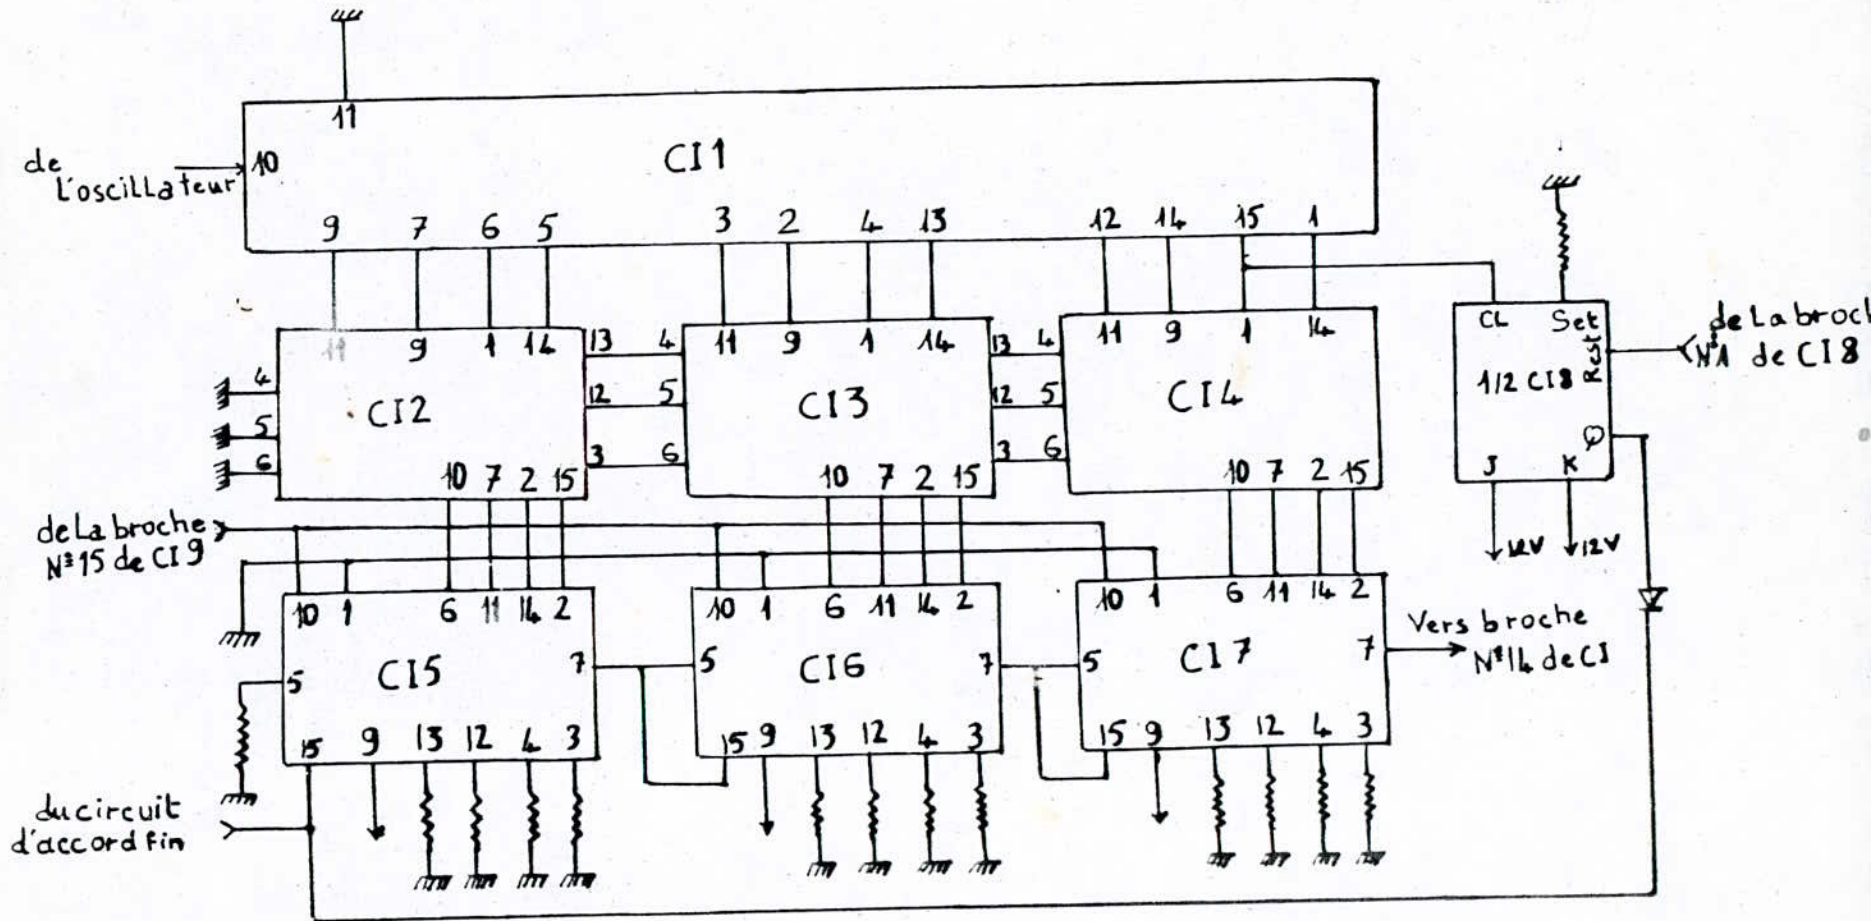 11
10
CI1
de
L'oscillateur
9 7 6 5 3 2 4 13 12 14 15 1
11 9 1 14 13
4 11 9 1 14 13
4 11 9 1 14
CL Set
Reset
de La broch
N°1 de CI8
1/2 CI8
4
5
6
CI2
12
3
5
6
CI3
12
3
5
6
CI4
Q
J K
12V 12V
10 7 2 15
10 7 2 15
10 7 2 15
de La broche
N°15 de CI9
10 1 6 11 14 2
10 1 6 11 14 2
10 1 6 11 14 2
5 CI5 7
5 CI6 7
5 CI7 7
Vers broche
N°14 de CI
15 9 13 12 4 3
15 9 13 12 4 3
15 9 13 12 4 3
du circuit
d'accord fin